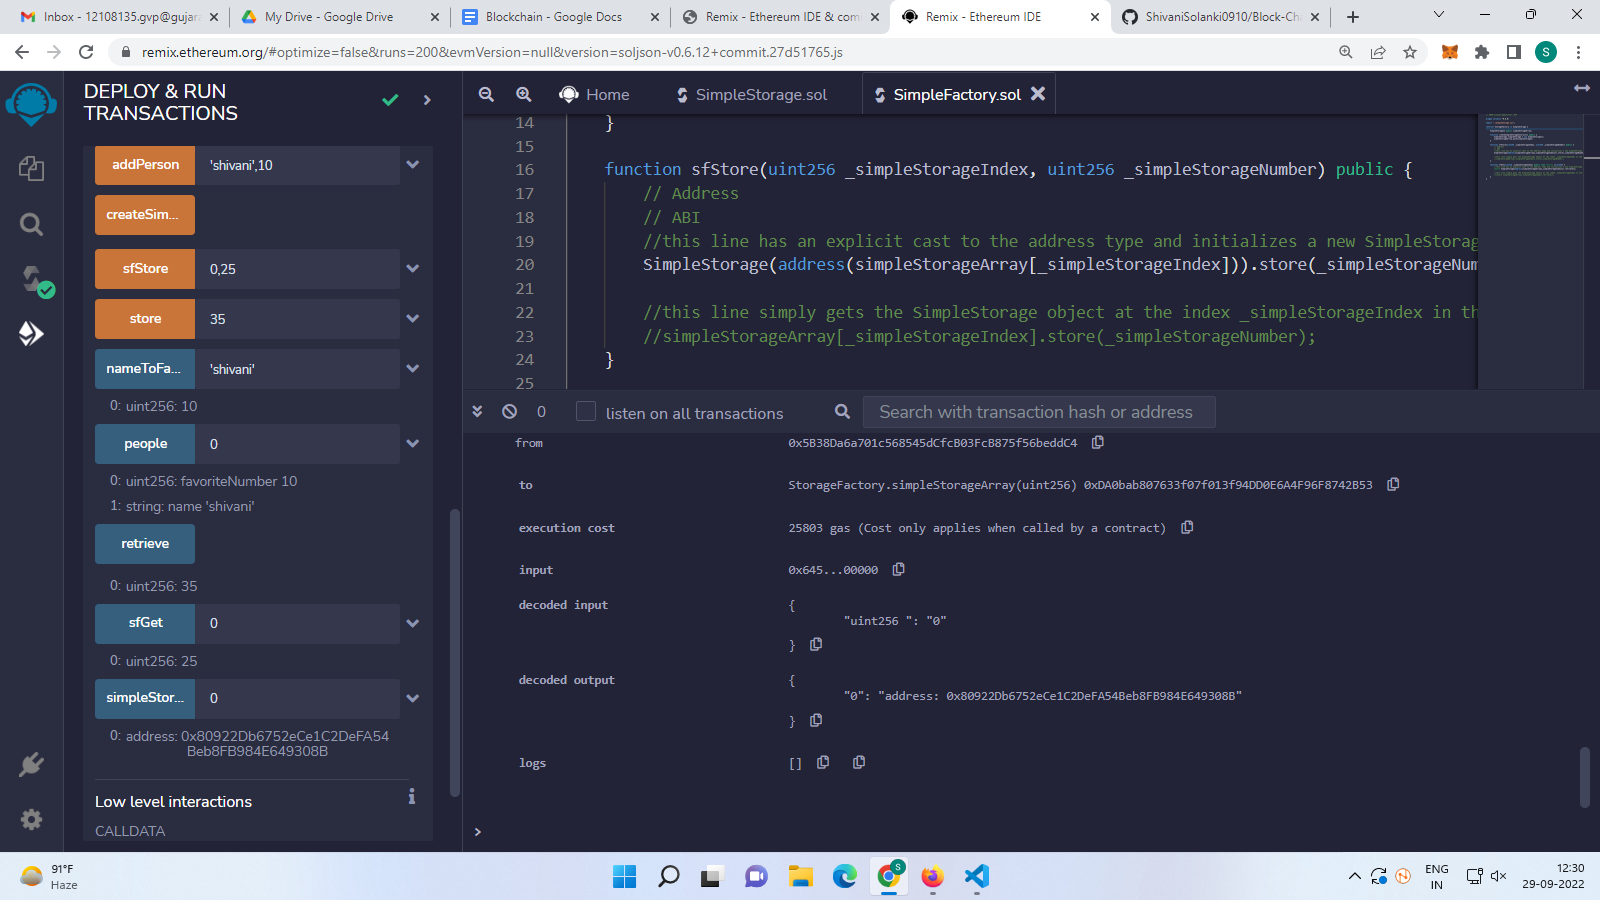 Inbox - 12108135.gvp@gujara
My Drive - Google Drive
Blockchain - Google Docs
Remix - Ethereum IDE & com
Remix - Ethereum IDE
ShivaniSolanki0910/Block-Cha
remix.ethereum.org/#optimize=false&runs=200&evmVersion=null&version=soljson-v0.6.12+commit.27d51765.js
S
DEPLOY & RUN
TRANSACTIONS
addPerson 'shivani',10
createSim...
sfStore 0,25
store 35
nameToFa... 'shivani'
0: uint256: 10
people 0
0: uint256: favoriteNumber 10
1: string: name 'shivani'
retrieve
0: uint256: 35
sfGet 0
0: uint256: 25
simpleStor... 0
0: address: 0x80922Db6752eCe1C2DeFA54
Beb8FB984E649308B
Low level interactions
CALLDATA
Home
SimpleStorage.sol
SimpleFactory.sol
14 }
15
16 function sfStore(uint256 _simpleStorageIndex, uint256 _simpleStorageNumber) public {
17 // Address
18 // ABI
19 //this line has an explicit cast to the address type and initializes a new SimpleStorag
20 SimpleStorage(address(simpleStorageArray[_simpleStorageIndex])).store(_simpleStorageNum
21
22 //this line simply gets the SimpleStorage object at the index _simpleStorageIndex in th
23 //simpleStorageArray[_simpleStorageIndex].store(_simpleStorageNumber);
24 }
25
0 listen on all transactions Search with transaction hash or address
from 0x5B38Da6a701c568545dCfcB03FcB875f56beddC4
to StorageFactory.simpleStorageArray(uint256) 0xDA0bab807633f07f013f94DD0E6A4F96F8742B53
execution cost 25803 gas (Cost only applies when called by a contract)
input 0x645...00000
decoded input {
"uint256 ": "0"
}
decoded output {
"0": "address: 0x80922Db6752eCe1C2DeFA54Beb8FB984E649308B"
}
logs []
>
91°F
Haze
S
ENG
IN
12:30
29-09-2022